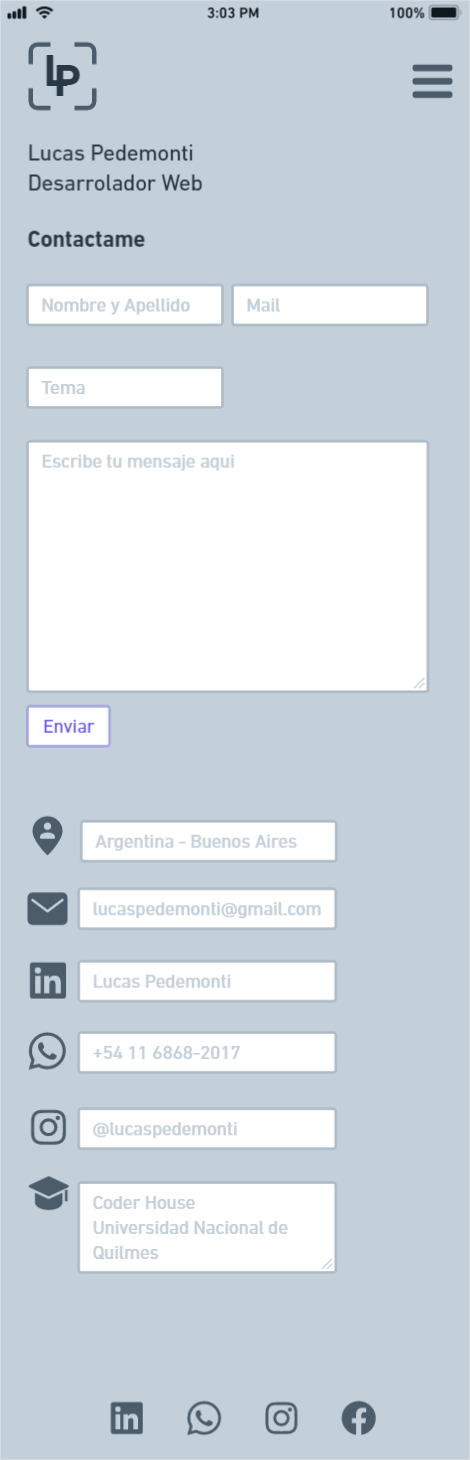 3:03 PM 100%
LP
Lucas Pedemonti
Desarrolador Web
Contactame
Nombre y Apellido Mail
Tema
Escribe tu mensaje aqui
Enviar
Argentina - Buenos Aires
lucaspedemonti@gmail.com
in Lucas Pedemonti
+54 11 6868-2017
@lucaspedemonti
Coder House
Universidad Nacional de
Quilmes
in